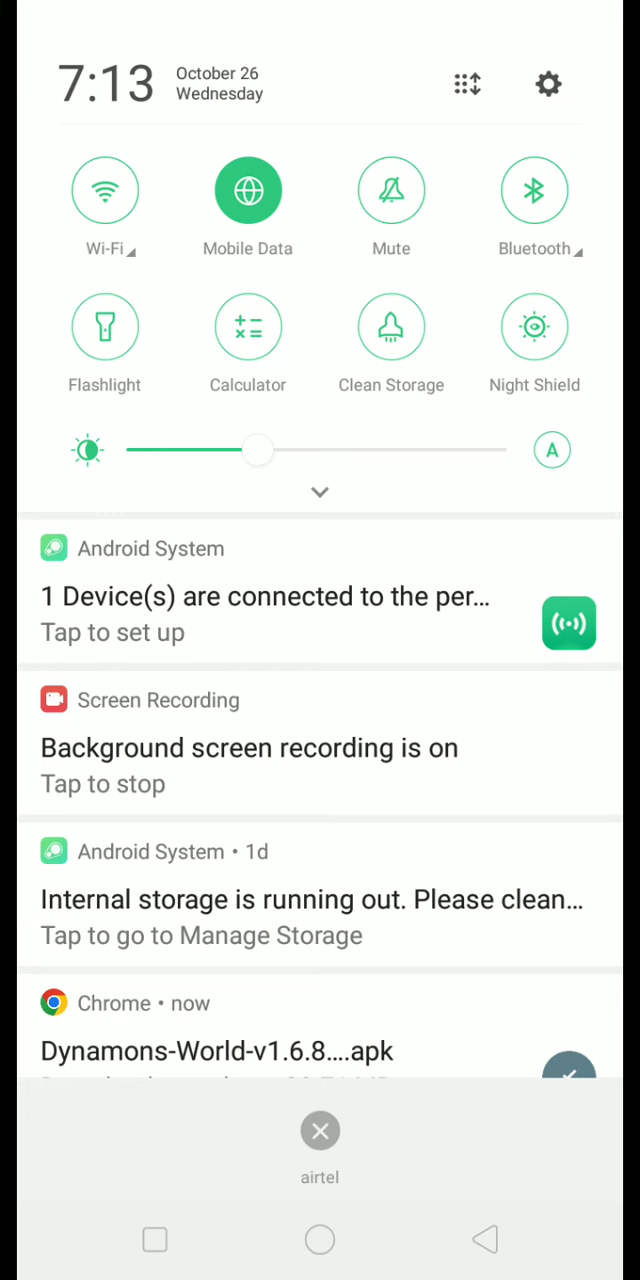 7:13
October 26
Wednesday
Wi-Fi
Mobile Data
Mute
Bluetooth
Flashlight
Calculator
Clean Storage
Night Shield
A
Android System
1 Device(s) are connected to the per...
Tap to set up
Screen Recording
Background screen recording is on
Tap to stop
Android System • 1d
Internal storage is running out. Please clean...
Tap to go to Manage Storage
Chrome • now
Dynamons-World-v1.6.8....apk
airtel